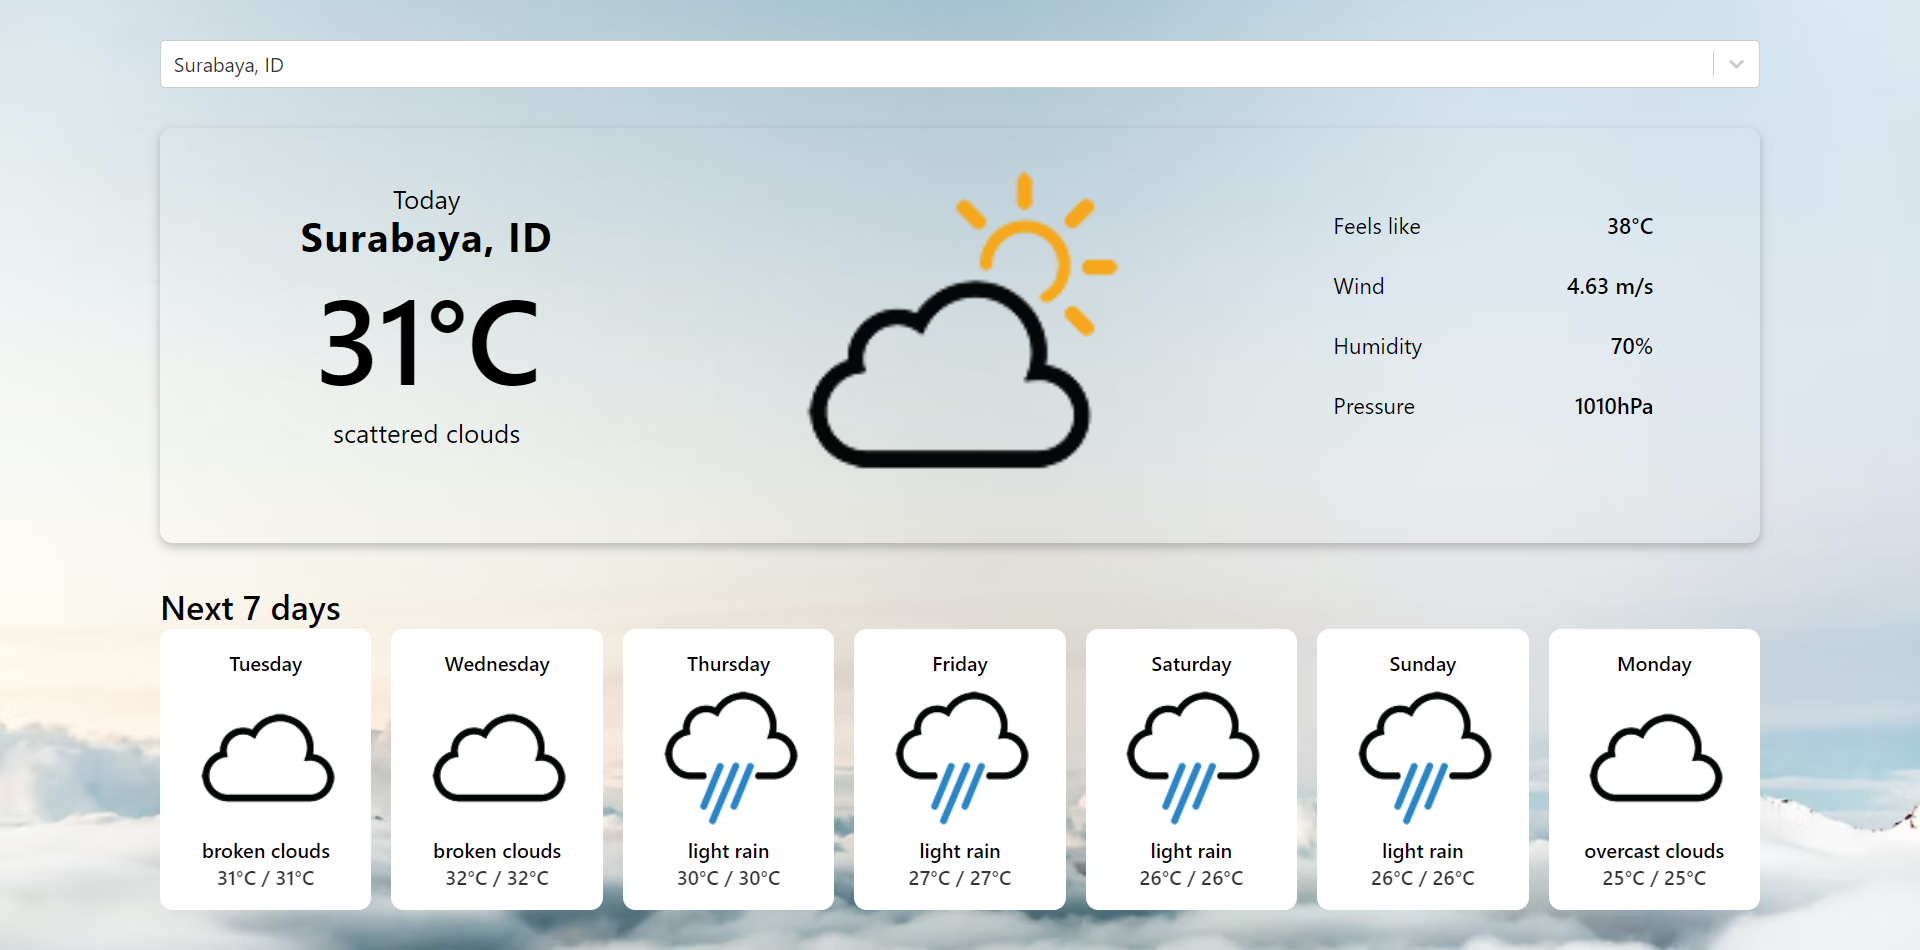 Surabaya, ID
Today
Surabaya, ID
31°C
scattered clouds
Feels like 38°C
Wind 4.63 m/s
Humidity 70%
Pressure 1010hPa
Next 7 days
Tuesday
broken clouds
31°C / 31°C
Wednesday
broken clouds
32°C / 32°C
Thursday
light rain
30°C / 30°C
Friday
light rain
27°C / 27°C
Saturday
light rain
26°C / 26°C
Sunday
light rain
26°C / 26°C
Monday
overcast clouds
25°C / 25°C